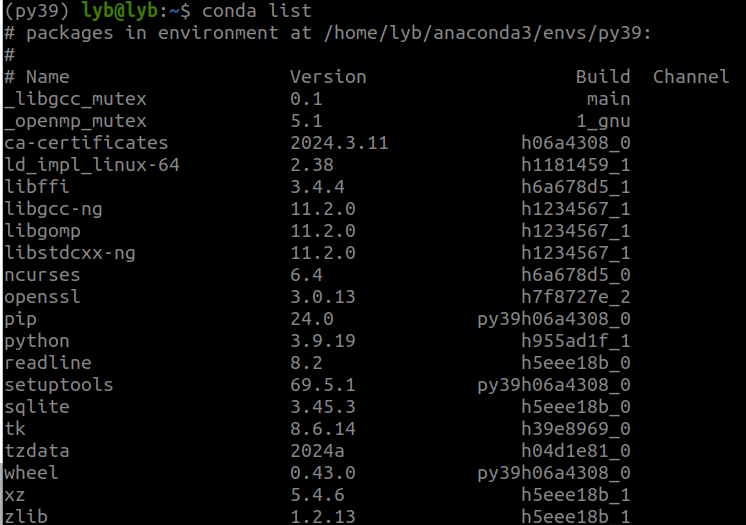 (py39) lyb@lyb:~$ conda list
# packages in environment at /home/lyb/anaconda3/envs/py39:
#
# Name                    Version                   Build  Channel
_libgcc_mutex             0.1                        main
_openmp_mutex             5.1                       1_gnu
ca-certificates           2024.3.11            h06a4308_0
ld_impl_linux-64          2.38                 h1181459_1
libffi                    3.4.4                h6a678d5_1
libgcc-ng                 11.2.0               h1234567_1
libgomp                   11.2.0               h1234567_1
libstdcxx-ng              11.2.0               h1234567_1
ncurses                   6.4                  h6a678d5_0
openssl                   3.0.13               h7f8727e_2
pip                       24.0             py39h06a4308_0
python                    3.9.19               h955ad1f_1
readline                  8.2                  h5eee18b_0
setuptools                69.5.1           py39h06a4308_0
sqlite                    3.45.3               h5eee18b_0
tk                        8.6.14               h39e8969_0
tzdata                    2024a                h04d1e81_0
wheel                     0.43.0           py39h06a4308_0
xz                        5.4.6                h5eee18b_1
zlib                      1.2.13               h5eee18b_1